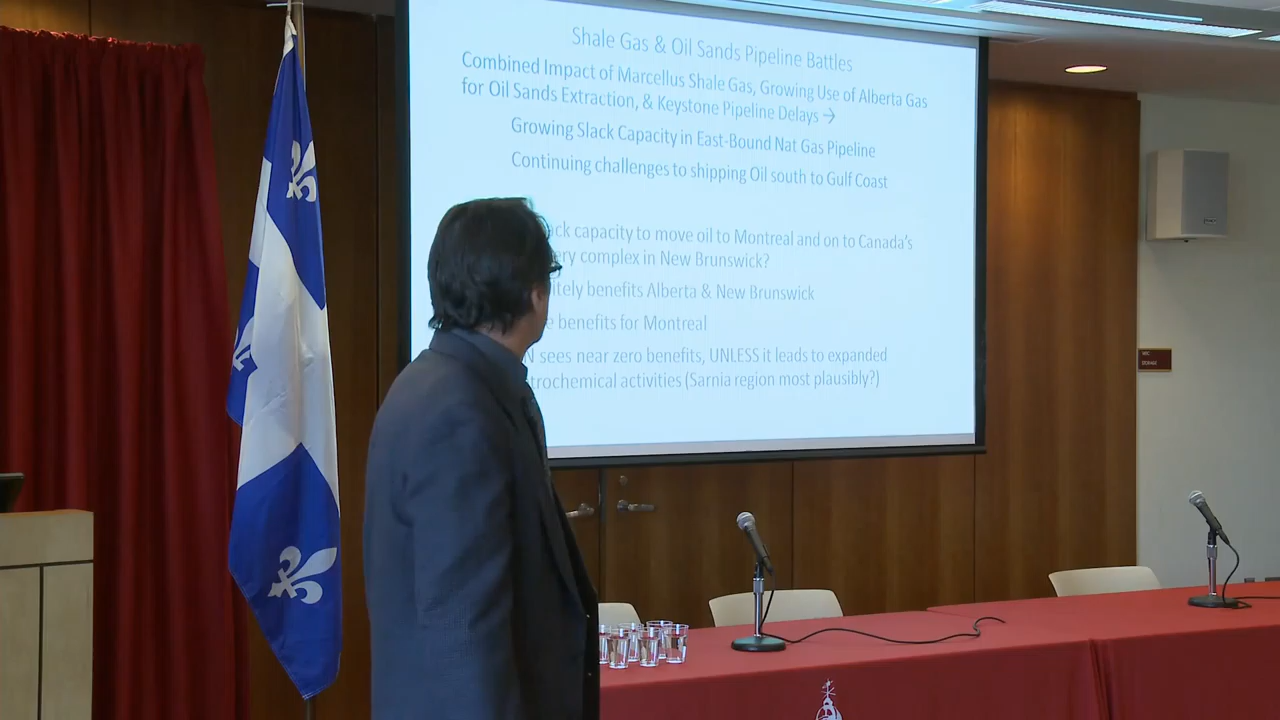 Shale Gas & Oil Sands Pipeline Battles
Combined Impact of Marcellus Shale Gas, Growing Use of Alberta Gas
for Oil Sands Extraction, & Keystone Pipeline Delays →
Growing Slack Capacity in East-Bound Nat Gas Pipeline
Continuing challenges to shipping Oil south to Gulf Coast
ck capacity to move oil to Montreal and on to Canada's
ery complex in New Brunswick?
itely benefits Alberta & New Brunswick
e benefits for Montreal
N sees near zero benefits, UNLESS it leads to expanded
trochemical activities (Sarnia region most plausibly?)